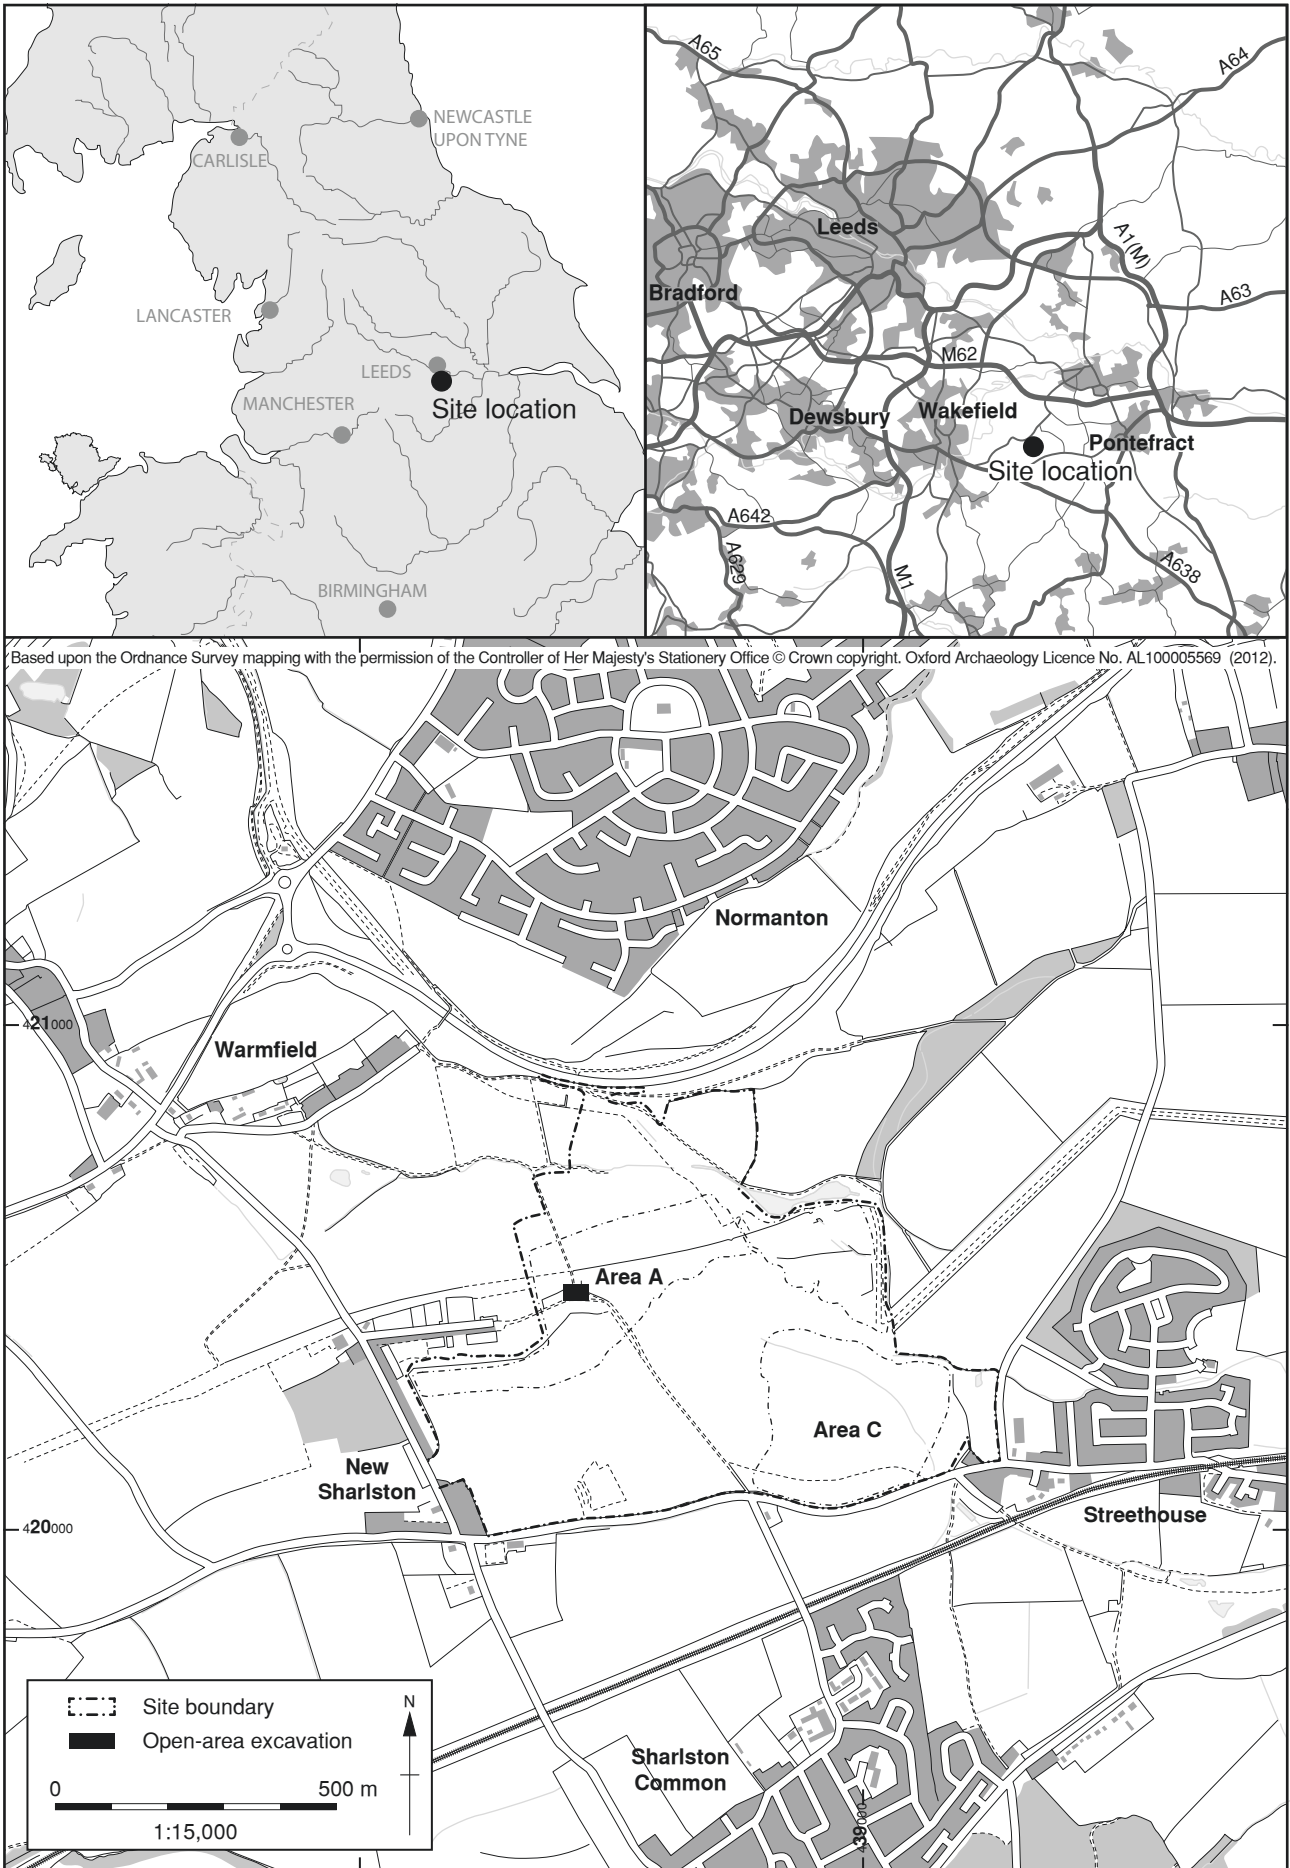 NEWCASTLE
UPON TYNE
CARLISLE
LANCASTER
LEEDS
Site location
MANCHESTER
BIRMINGHAM
A65
A64
Leeds
A1(M)
Bradford
A63
M62
Dewsbury
Wakefield
Pontefract
Site location
A642
A629
M1
A638
Based upon the Ordnance Survey mapping with the permission of the Controller of Her Majesty's Stationery Office © Crown copyright. Oxford Archaeology Licence No. AL100005569 (2012).
Normanton
421000
Warmfield
Area A
Area C
New
Sharlston
Streethouse
420000
Site boundary
Open-area excavation
N
0 500 m
1:15,000
Sharlston
Common
439000